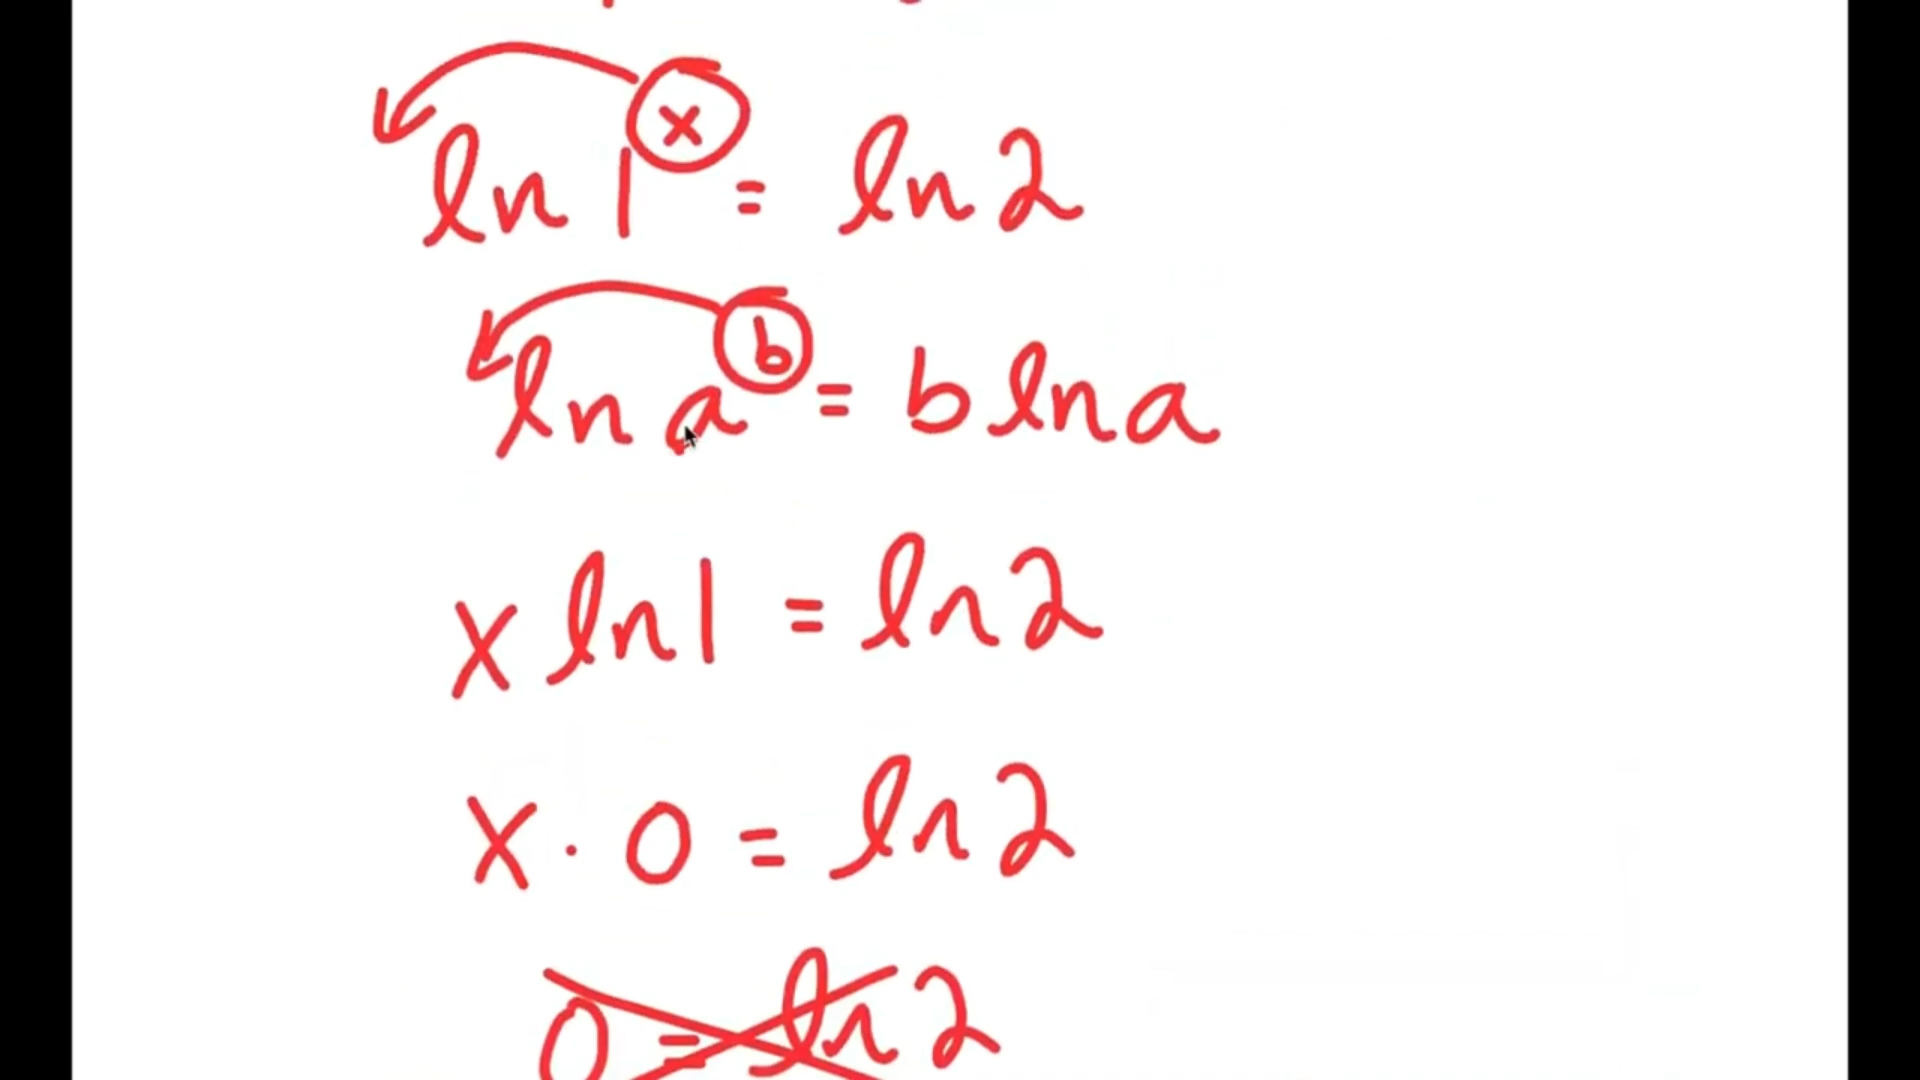 ln 1^x = ln 2
ln a^b = b ln a
x ln 1 = ln 2
x · 0 = ln 2
0 = ln 2